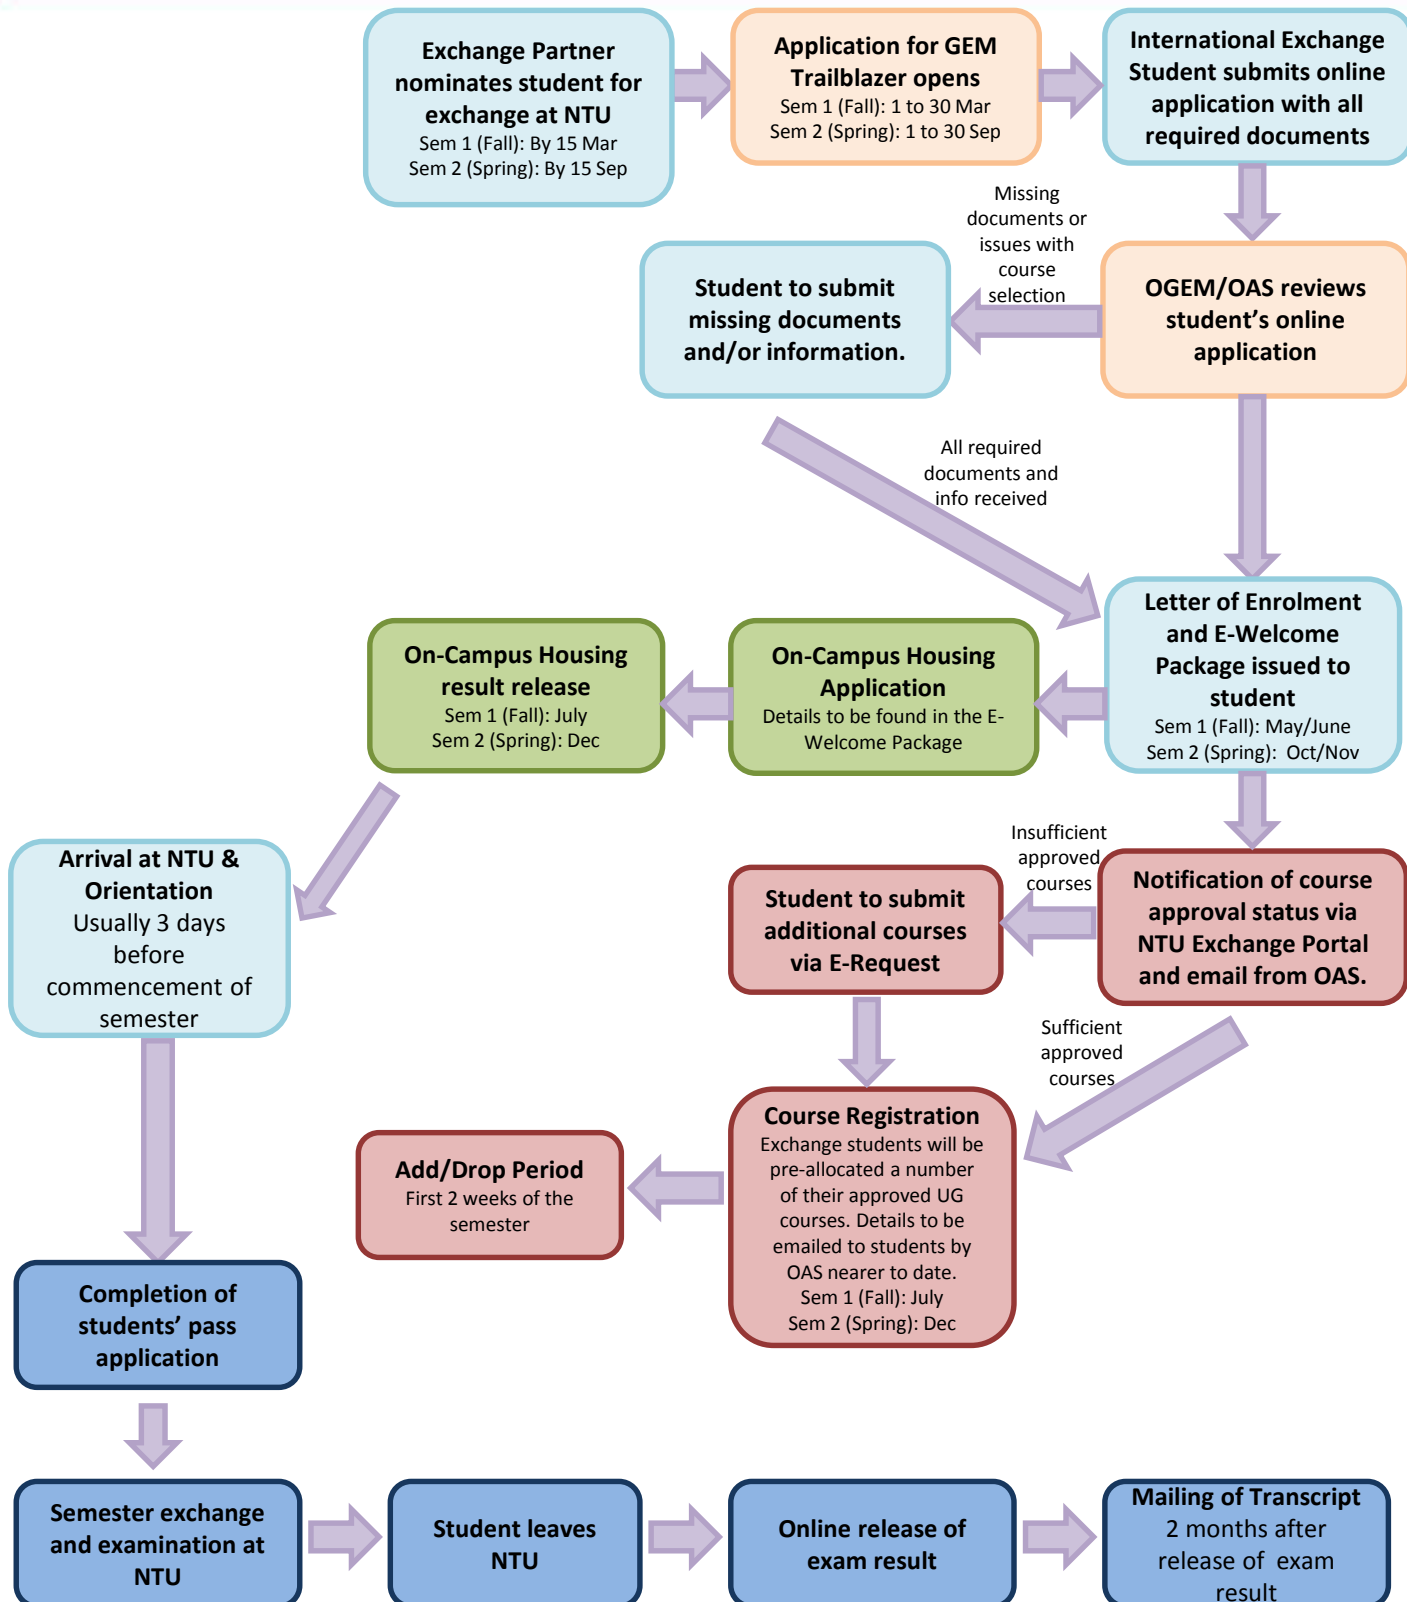 Exchange Partner
nominates student for
exchange at NTU
Sem 1 (Fall): By 15 Mar
Sem 2 (Spring): By 15 Sep
Application for GEM
Trailblazer opens
Sem 1 (Fall): 1 to 30 Mar
Sem 2 (Spring): 1 to 30 Sep
International Exchange
Student submits online
application with all
required documents
Missing
documents or
issues with
course
selection
Student to submit
missing documents
and/or information.
OGEM/OAS reviews
student’s online
application
All required
documents and
info received
Letter of Enrolment
and E-Welcome
Package issued to
student
Sem 1 (Fall): May/June
Sem 2 (Spring): Oct/Nov
On-Campus Housing
Application
Details to be found in the E-
Welcome Package
On-Campus Housing
result release
Sem 1 (Fall): July
Sem 2 (Spring): Dec
Arrival at NTU &
Orientation
Usually 3 days
before
commencement of
semester
Insufficient
approved
courses
Notification of course
approval status via
NTU Exchange Portal
and email from OAS.
Student to submit
additional courses
via E-Request
Sufficient
approved
courses
Course Registration
Exchange students will be
pre-allocated a number
of their approved UG
courses. Details to be
emailed to students by
OAS nearer to date.
Sem 1 (Fall): July
Sem 2 (Spring): Dec
Add/Drop Period
First 2 weeks of the
semester
Completion of
students’ pass
application
Semester exchange
and examination at
NTU
Student leaves
NTU
Online release of
exam result
Mailing of Transcript
2 months after
release of exam
result